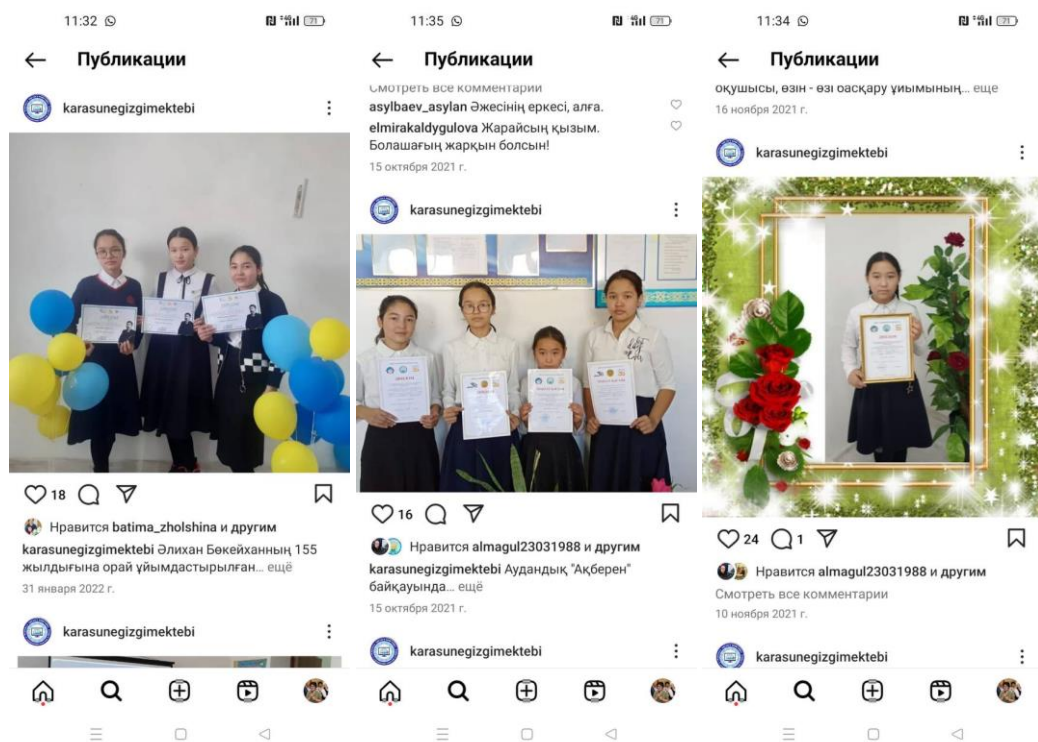 11:32
71
Публикации
karasunegizgimektebi
18
Нравится batima_zholshina и другим
karasunegizgimektebi Әлихан Бөкейханның 155
жылдығына орай ұйымдастырылған... ещё
31 января 2022 г.
karasunegizgimektebi
11:35
71
Публикации
Смотреть все комментарии
asylbaev_asylan Әжесінің еркесі, алға.
elmirakaldygulova Жарайсың қызым.
Болашағың жарқын болсын!
15 октября 2021 г.
karasunegizgimektebi
16
Нравится almagul23031988 и другим
karasunegizgimektebi Аудандық "Ақберен"
байқауында... ещё
15 октября 2021 г.
karasunegizgimektebi
11:34
71
Публикации
оқушысы, өзін - өзі басқару ұйымының... ещё
16 ноября 2021 г.
karasunegizgimektebi
24
1
Нравится almagul23031988 и другим
Смотреть все комментарии
10 ноября 2021 г.
karasunegizgimektebi